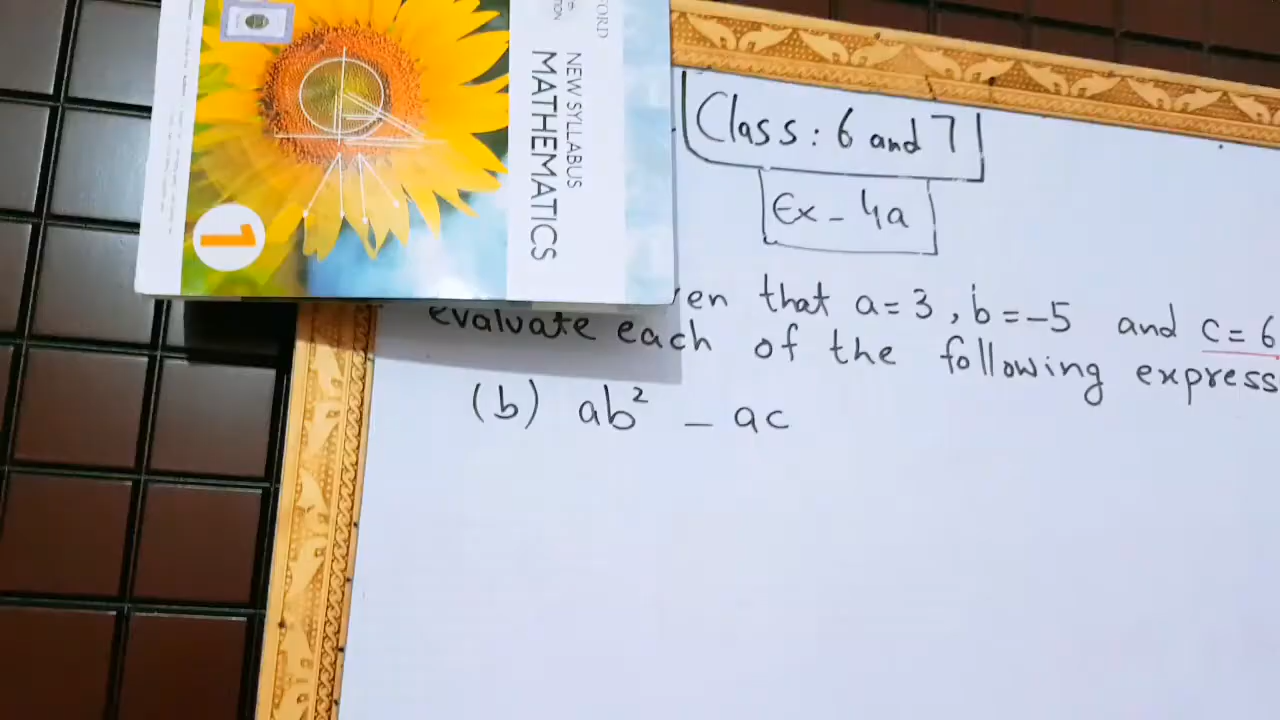 NEW SYLLABUS
MATHEMATICS
1
Class: 6 and 7
Ex - 4a
en that a = 3 , b = -5 and c = 6
evaluate each of the following express
(b) ab² - ac